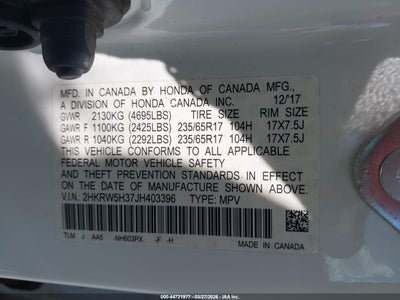 MFD. IN CANADA BY HONDA OF CANADA MFG.,
A DIVISION OF HONDA CANADA INC. 12/17
GVWR 2130KG (4695LBS) TIRE SIZE RIM SIZE
GAWR F 1100KG (2425LBS) 235/65R17 104H 17X7.5J
GAWR R 1040KG (2292LBS) 235/65R17 104H 17X7.5J
THIS VEHICLE CONFORMS TO ALL APPLICABLE
FEDERAL MOTOR VEHICLE SAFETY
AND THEFT PREVENTION STANDARDS IN EFFECT
ON THE DATE OF MANUFACTURE SHOWN ABOVE.
V.I.N: 2HKRW5H37JH403396 TYPE: MPV
TLM J AA5 -NH603PX -F -H
MADE IN CANADA
000-44721977 - 03/27/2026 - IAAI.COM